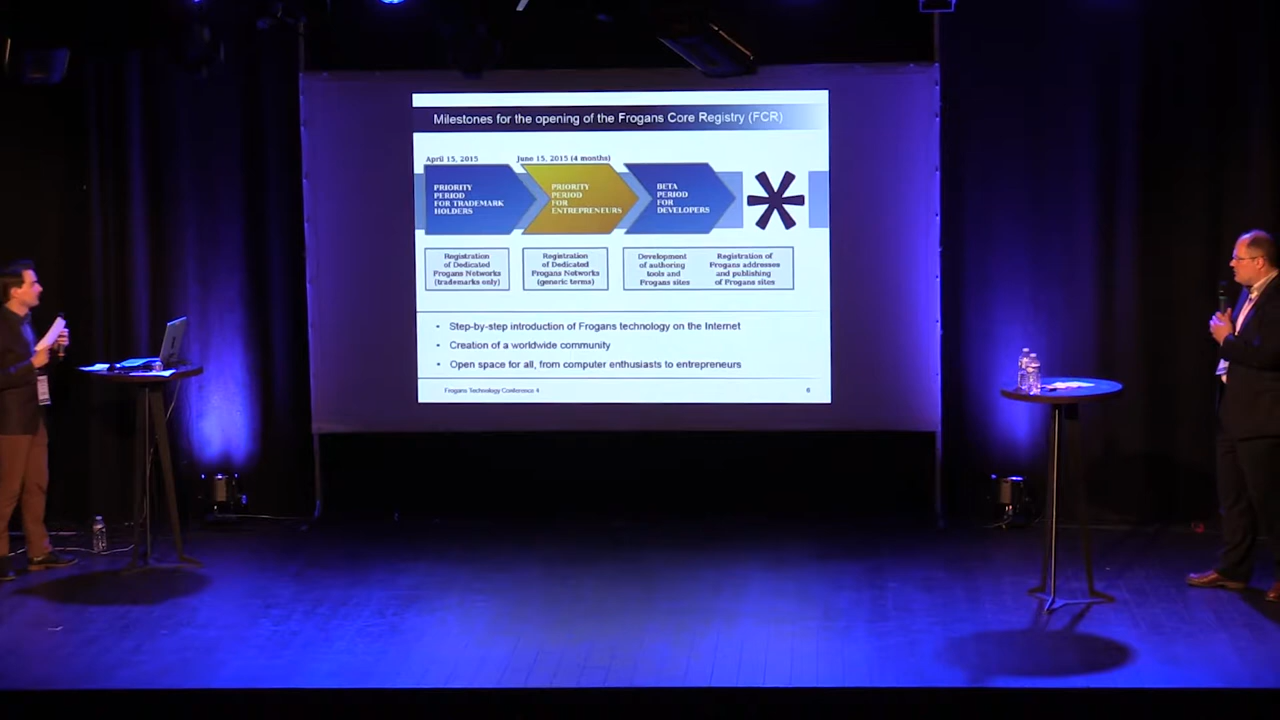 Milestones for the opening of the Frogans Core Registry (FCR)
April 15, 2015
June 15, 2015 (4 months)
PRIORITY
PERIOD
FOR TRADEMARK
HOLDERS
PRIORITY
PERIOD
FOR
ENTREPRENEURS
BETA
PERIOD
FOR
DEVELOPERS
Registration
of Dedicated
Frogans Networks
(trademarks only)
Registration
of Dedicated
Frogans Networks
(generic terms)
Development
of authoring
tools and
Frogans sites
Registration of
Frogans addresses
and publishing
of Frogans sites
• Step-by-step introduction of Frogans technology on the Internet
• Creation of a worldwide community
• Open space for all, from computer enthusiasts to entrepreneurs
Frogans Technology Conference 4
6